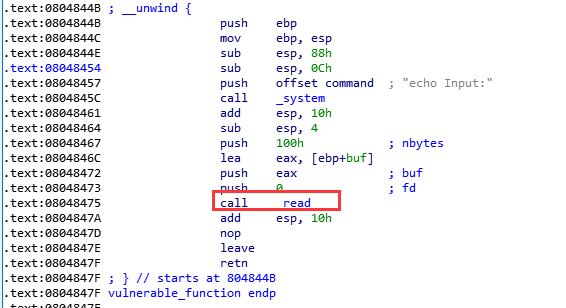 .text:0804844B ; __unwind {
.text:0804844B push ebp
.text:0804844C mov ebp, esp
.text:0804844E sub esp, 88h
.text:08048454 sub esp, 0Ch
.text:08048457 push offset command ; "echo Input:"
.text:0804845C call _system
.text:08048461 add esp, 10h
.text:08048464 sub esp, 4
.text:08048467 push 100h ; nbytes
.text:0804846C lea eax, [ebp+buf]
.text:08048472 push eax ; buf
.text:08048473 push 0 ; fd
.text:08048475 call _read
.text:0804847A add esp, 10h
.text:0804847D nop
.text:0804847E leave
.text:0804847F retn
.text:0804847F ; } // starts at 804844B
.text:0804847F vulnerable_function endp